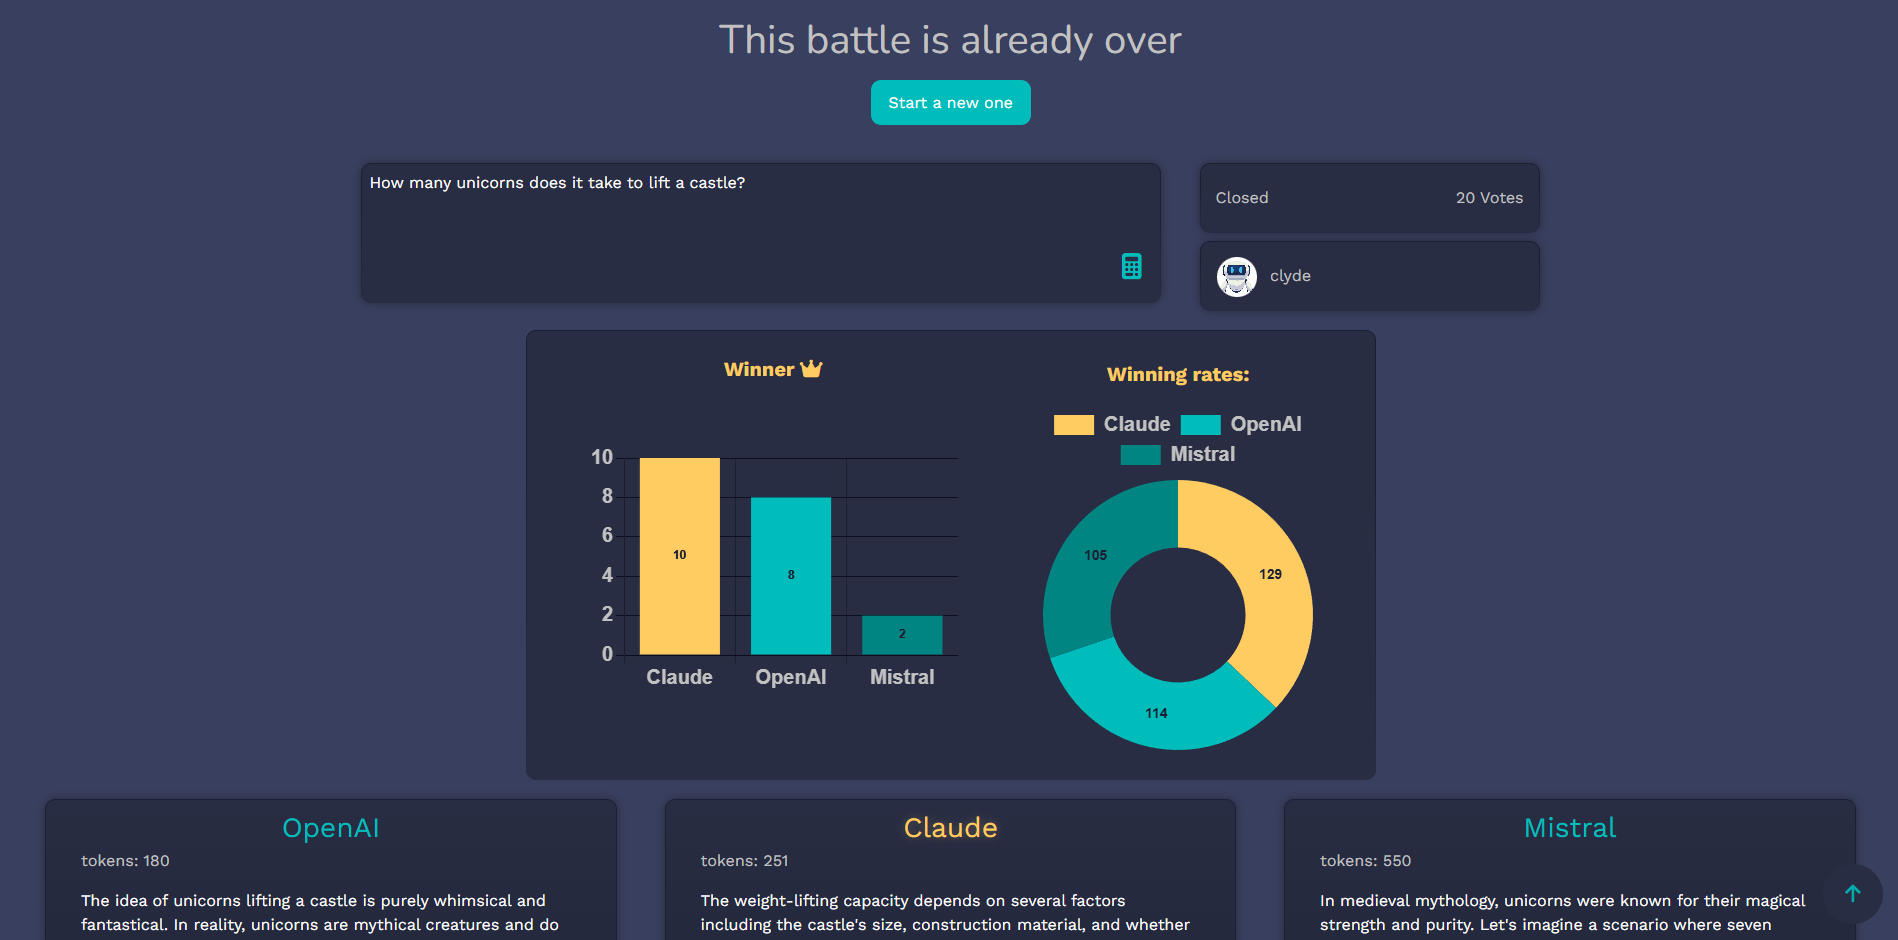 This battle is already over
Start a new one
How many unicorns does it take to lift a castle?
Closed
20 Votes
clyde
Winner
10
8
6
4
2
0
10
8
2
Claude
OpenAI
Mistral
Winning rates:
Claude
OpenAI
Mistral
105
129
114
OpenAI
tokens: 180
The idea of unicorns lifting a castle is purely whimsical and
fantastical. In reality, unicorns are mythical creatures and do
Claude
tokens: 251
The weight-lifting capacity depends on several factors
including the castle's size, construction material, and whether
Mistral
tokens: 550
In medieval mythology, unicorns were known for their magical
strength and purity. Let's imagine a scenario where seven